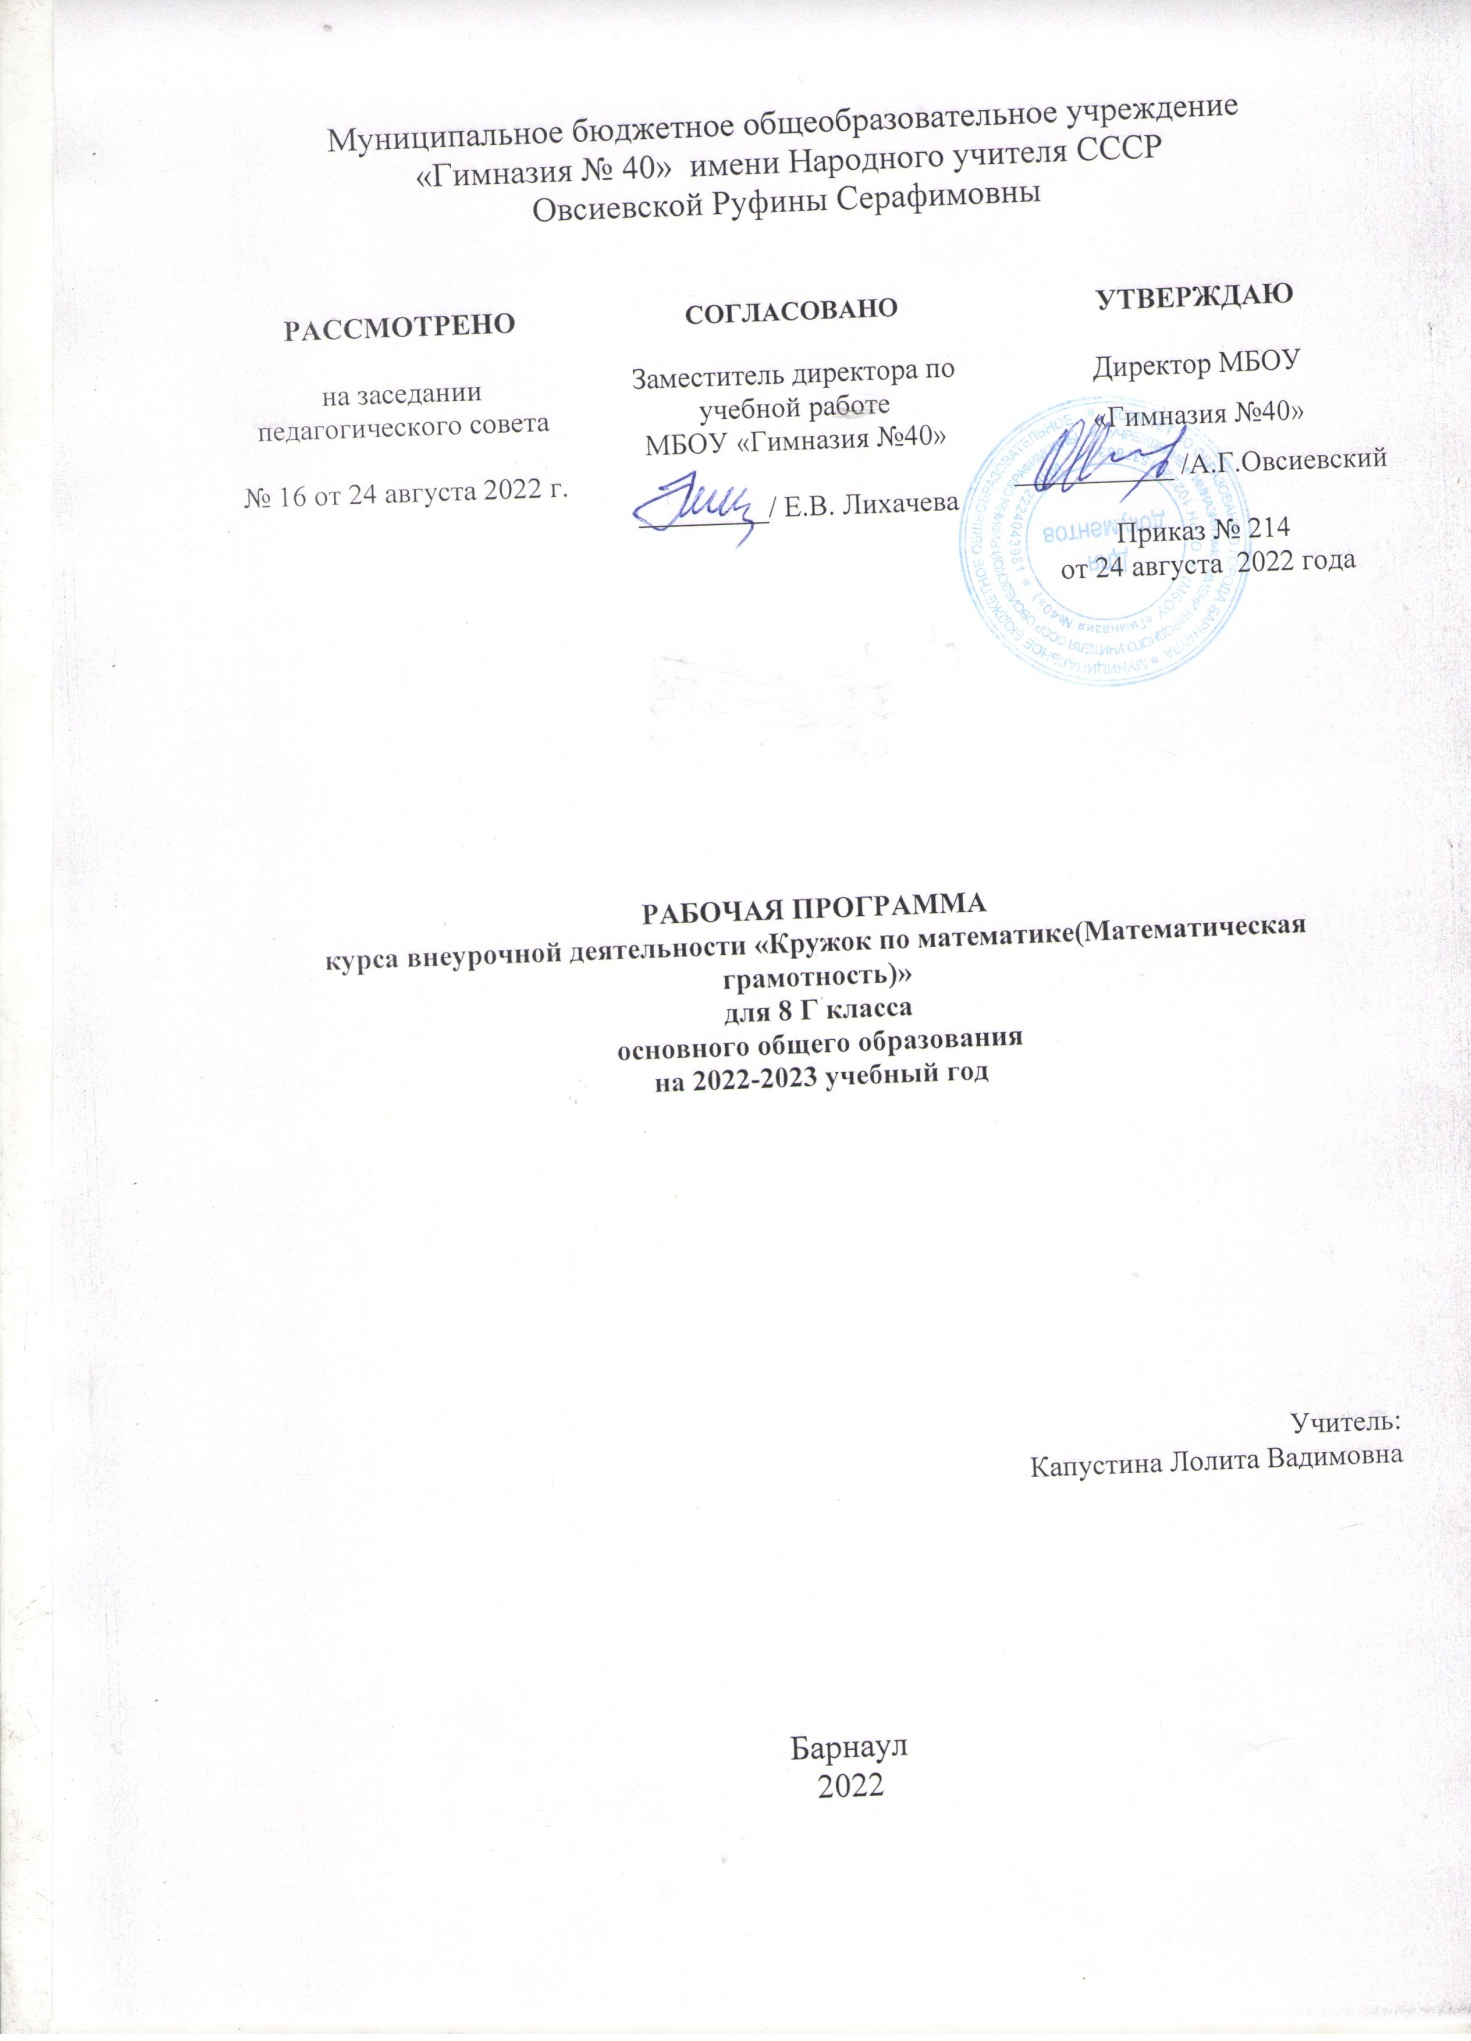 Муниципальное бюджетное общеобразовательное учреждение
«Гимназия № 40» имени Народного учителя СССР
Овсиевской Руфины Серафимовны
РАССМОТРЕНО
на заседании
педагогического совета
№ 16 от 24 августа 2022 г.
СОГЛАСОВАНО
Заместитель директора по
учебной работе
МБОУ «Гимназия №40»
_________/ Е.В. Лихачева
УТВЕРЖДАЮ
Директор МБОУ
«Гимназия №40»
___________/А.Г.Овсиевский
Приказ № 214
от 24 августа 2022 года
Для
документов
РАБОЧАЯ ПРОГРАММА
курса внеурочной деятельности «Кружок по математике(Математическая
грамотность)»
для 8 Г класса
основного общего образования
на 2022-2023 учебный год
Учитель:
Капустина Лолита Вадимовна
Барнаул
2022